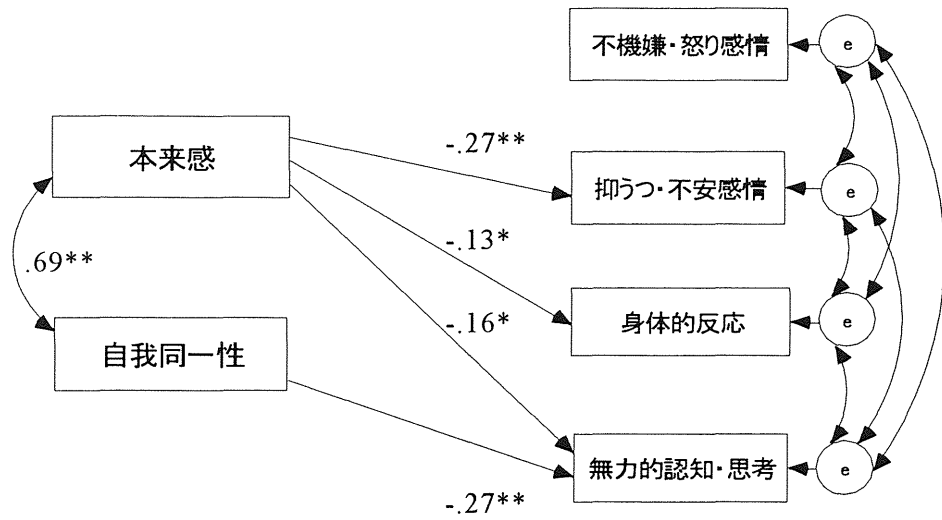 不機嫌・怒り感情
e
本来感
-.27**
抑うつ・不安感情
e
-.13*
.69**
身体的反応
e
-.16*
自我同一性
無力的認知・思考
e
-.27**